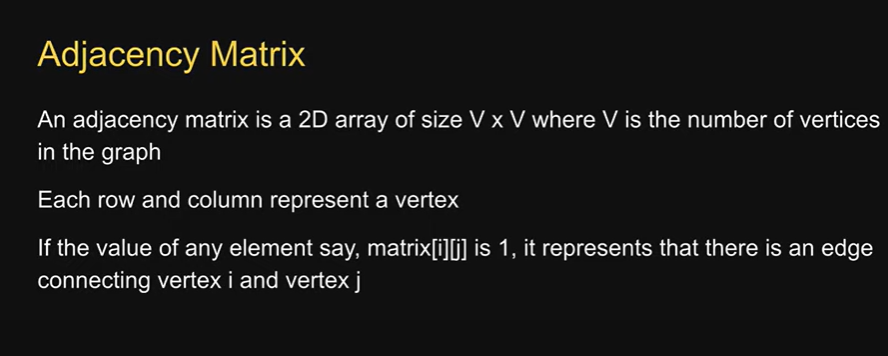 Adjacency Matrix
An adjacency matrix is a 2D array of size V x V where V is the number of vertices
in the graph
Each row and column represent a vertex
If the value of any element say, matrix[i][j] is 1, it represents that there is an edge
connecting vertex i and vertex j